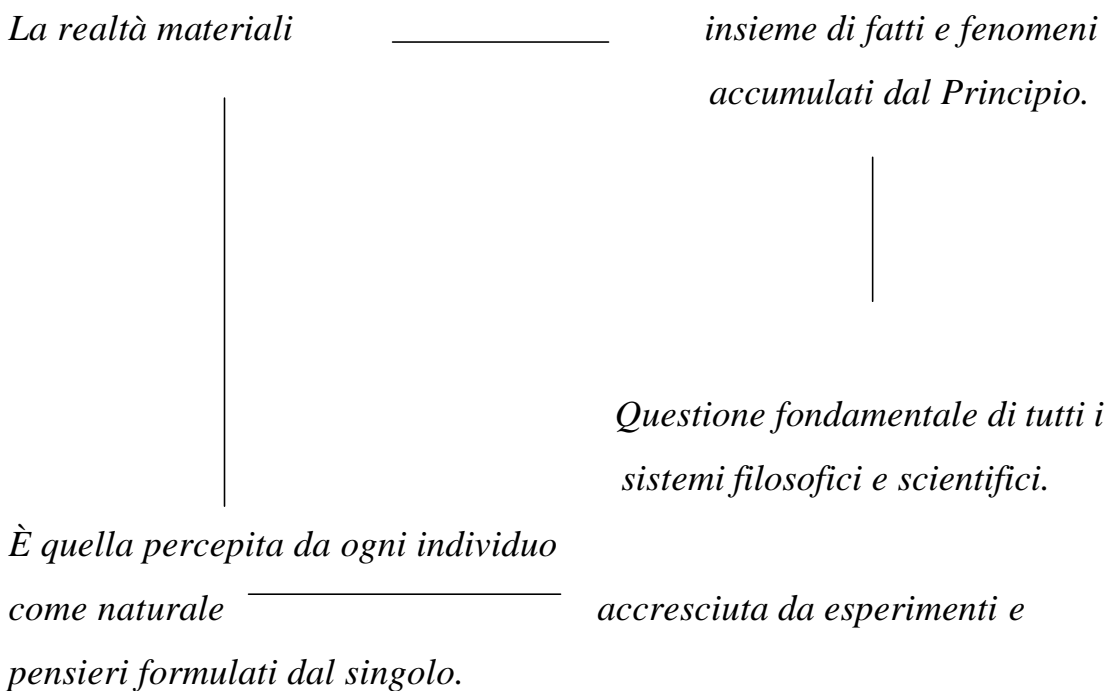 La realtà materiali insieme di fatti e fenomeni
accumulati dal Principio.
Questione fondamentale di tutti i
sistemi filosofici e scientifici.
È quella percepita da ogni individuo
come naturale accresciuta da esperimenti e
pensieri formulati dal singolo.